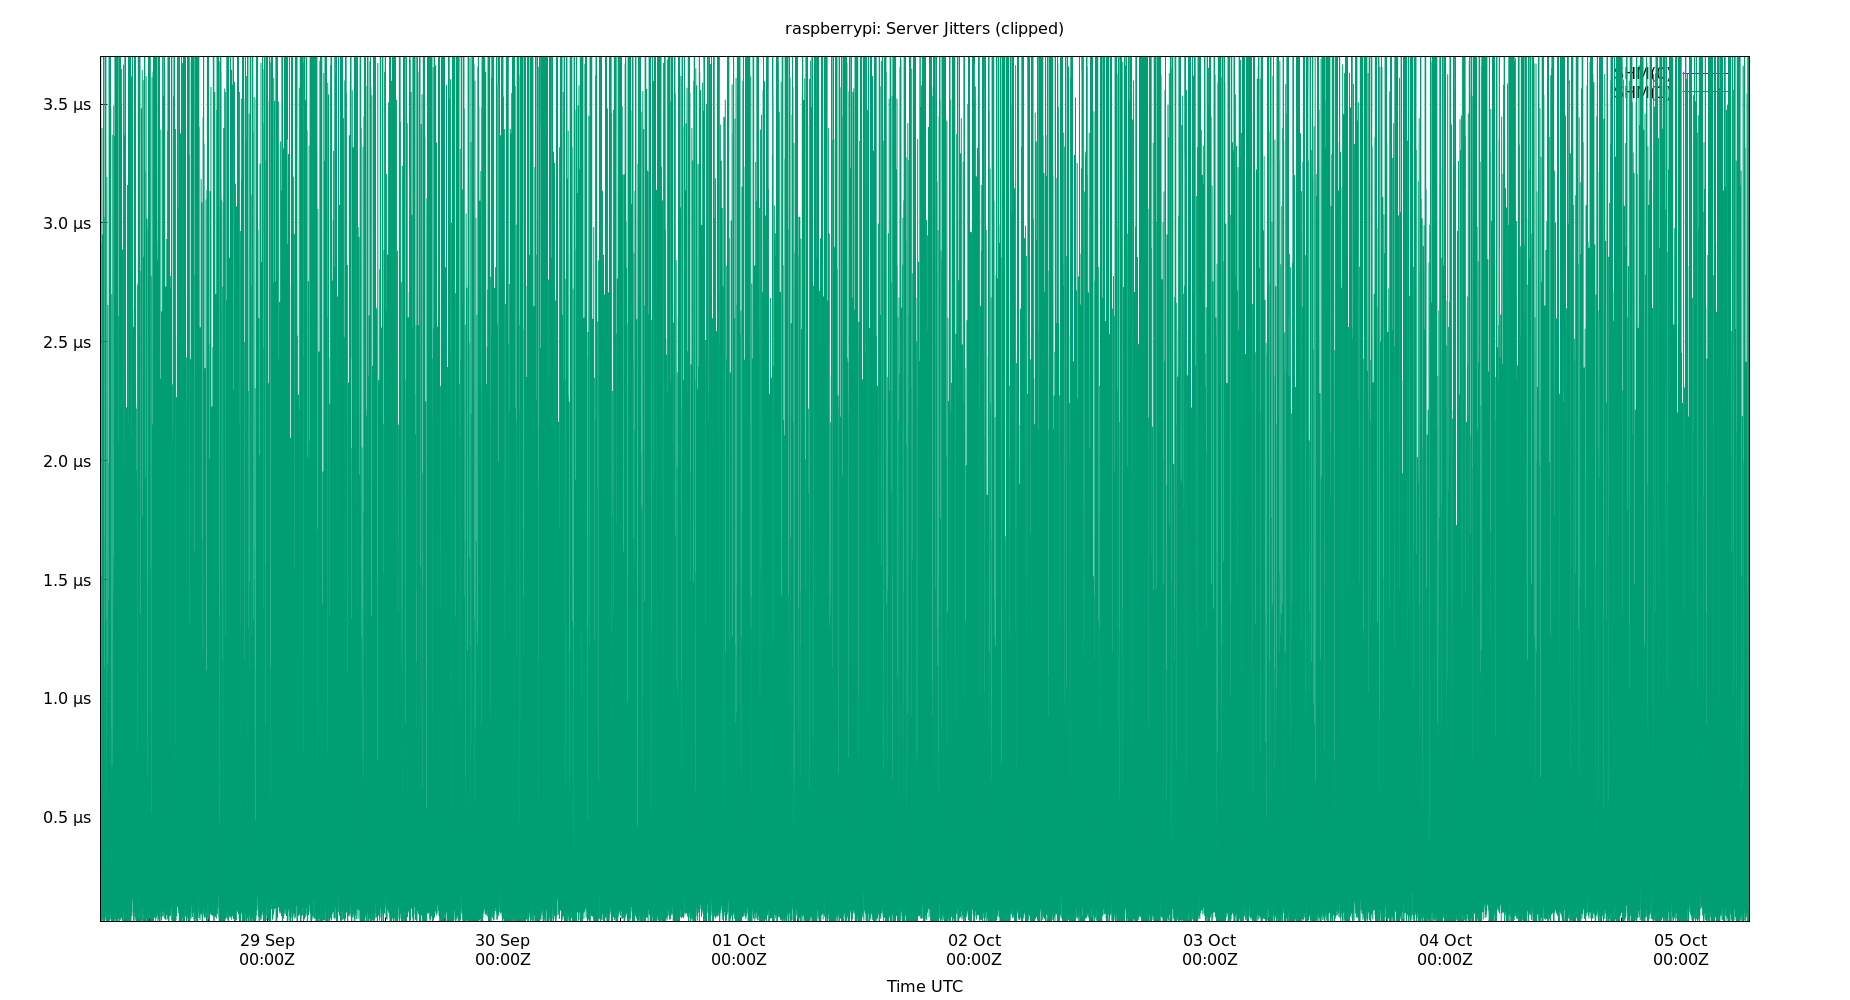 raspberrypi: Server Jitters (clipped)
SHM(0)
3.5 µs
3.0 µs
2.5 µs
2.0 µs
1.5 µs
1.0 µs
0.5 µs
29 Sep 30 Sep 01 Oct 02 Oct 03 Oct 04 Oct 05 Oct
00:00Z 00:00Z 00:00Z 00:00Z 00:00Z 00:00Z 00:00Z
Time UTC